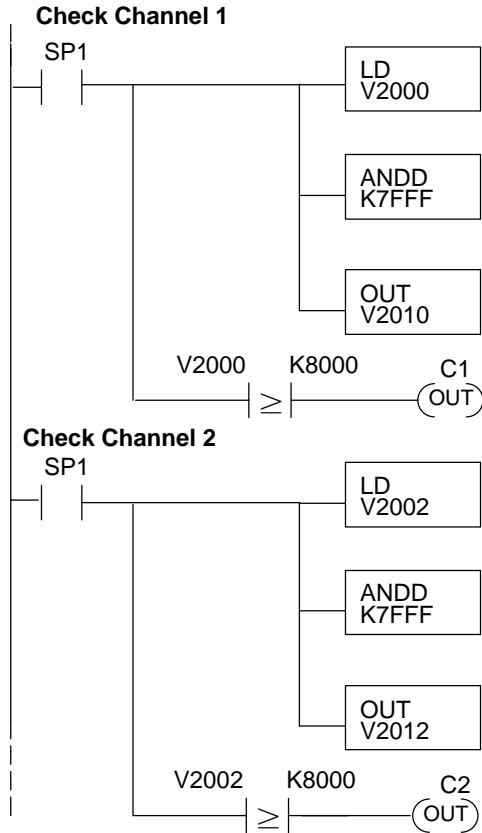 Check Channel 1
SP1
LD
V2000
ANDD
K7FFF
OUT
V2010
V2000 K8000 C1
≥ OUT
Check Channel 2
SP1
LD
V2002
ANDD
K7FFF
OUT
V2012
V2002 K8000 C2
≥ OUT